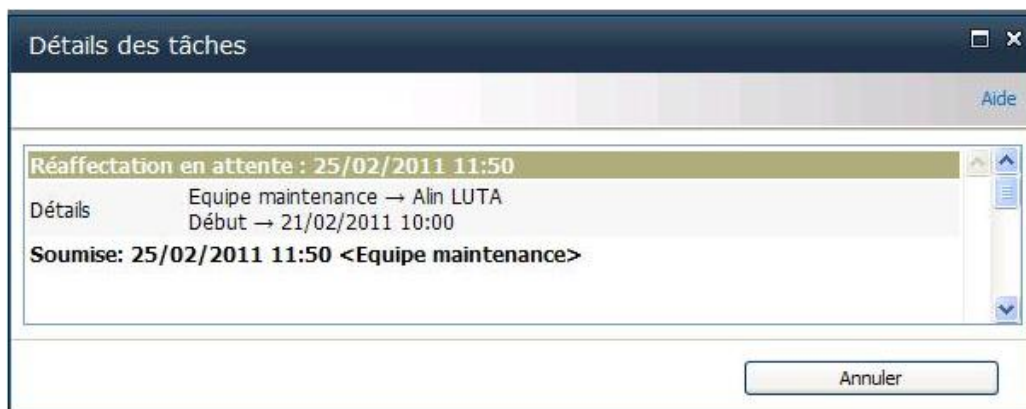 Détails des tâches
Aide
Réaffectation en attente : 25/02/2011 11:50
Détails
Equipe maintenance → Alin LUTA
Début → 21/02/2011 10:00
Soumise: 25/02/2011 11:50 <Equipe maintenance>
Annuler